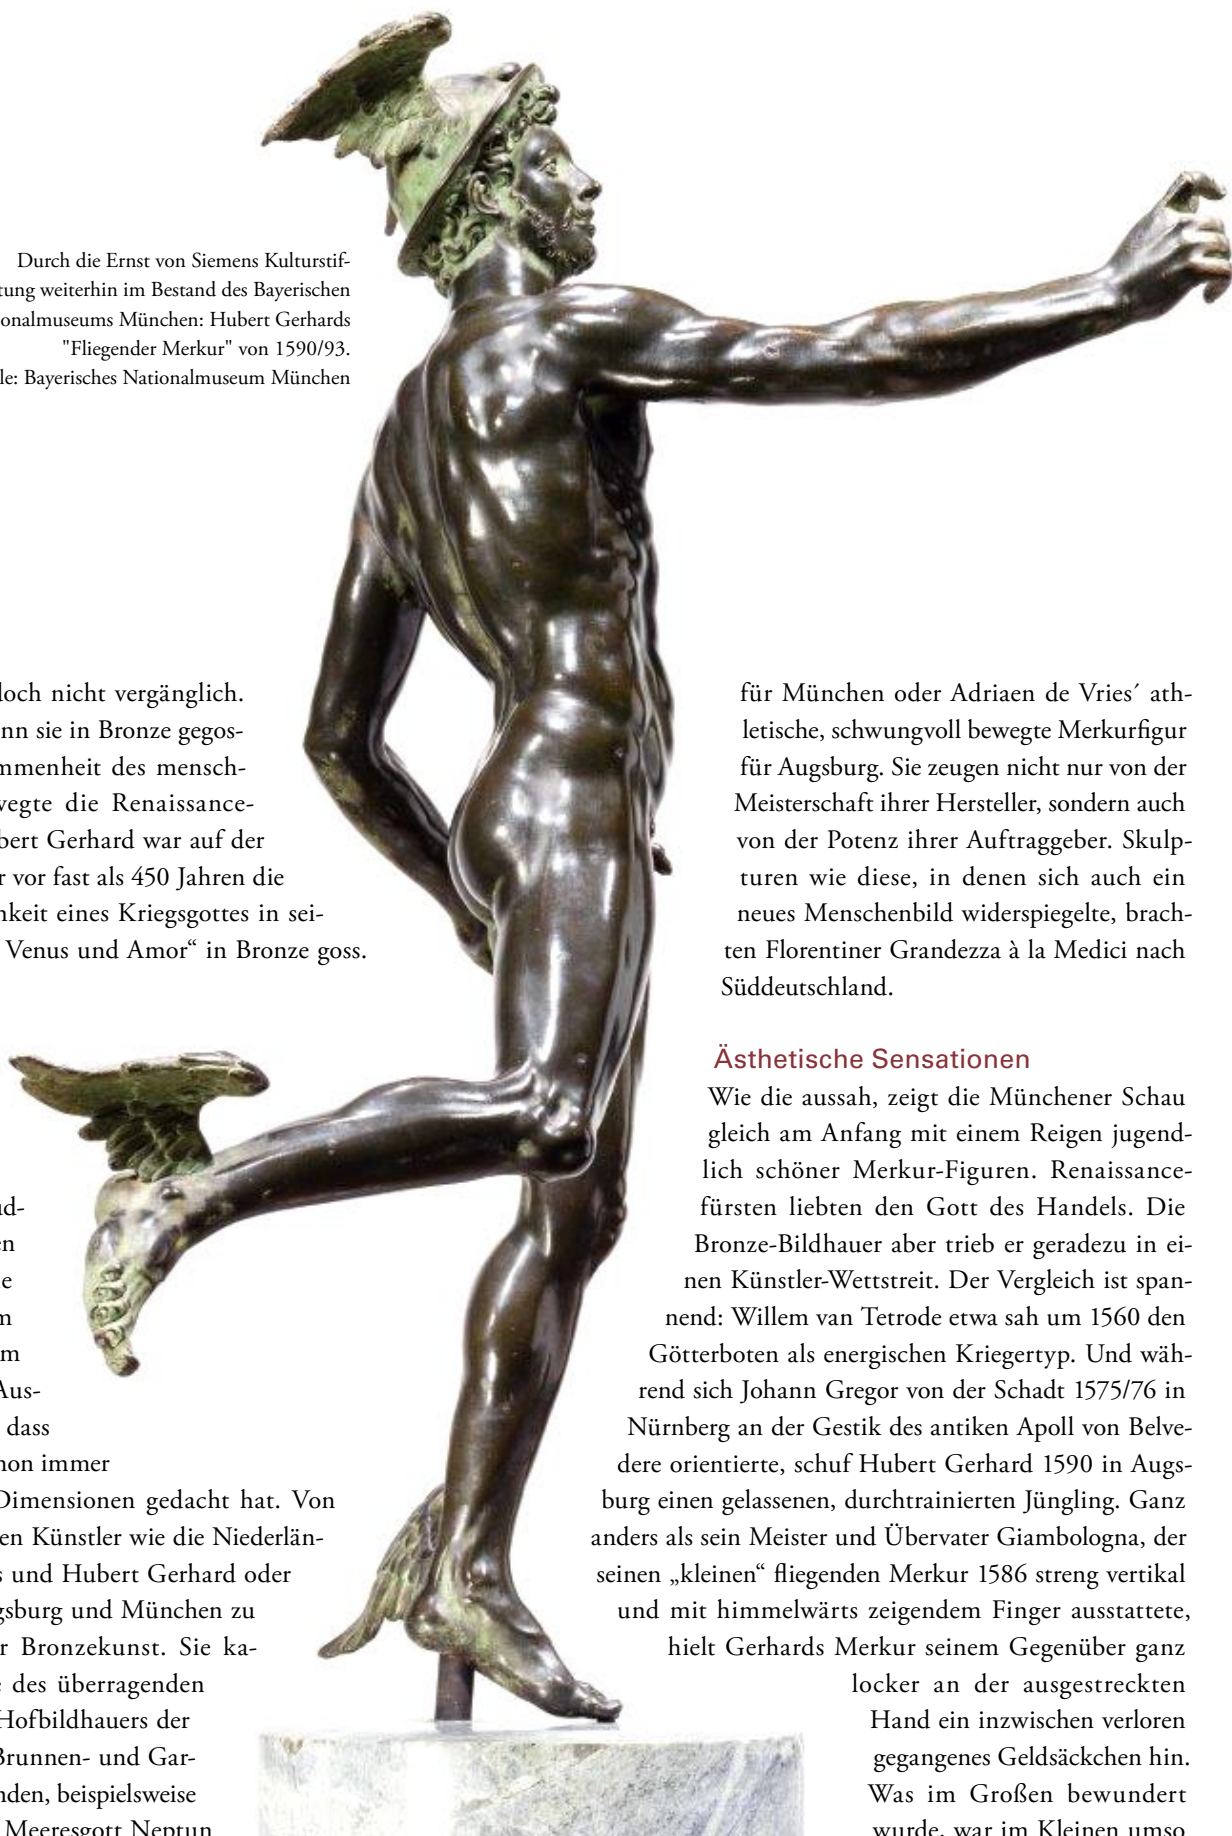 Durch die Ernst von Siemens Kulturstif-
tung weiterhin im Bestand des Bayerischen
München: Hubert Gerhards
"Fliegender Merkur" von 1590/93.
Bayerisches Nationalmuseum München
doch nicht vergänglich.
sie in Bronze gegos-
des mensch-
die Renaissance-
Gerhard war auf der
vor fast als 450 Jahren die
eines Kriegsgottes in sei-
Venus und Amor“ in Bronze goss.
dass
immer
Dimensionen gedacht hat. Von
Künstler wie die Niederlän-
und Hubert Gerhard oder
und München zu
Bronzekunst. Sie ka-
des überragenden
Hofbildhauers der
Brunnen- und Gar-
beispielsweise
Meeresgott Neptun
für München oder Adriaen de Vries´ ath-
letische, schwungvoll bewegte Merkurfigur
für Augsburg. Sie zeugen nicht nur von der
Meisterschaft ihrer Hersteller, sondern auch
von der Potenz ihrer Auftraggeber. Skulp-
turen wie diese, in denen sich auch ein
neues Menschenbild widerspiegelte, brach-
ten Florentiner Grandezza à la Medici nach
Süddeutschland.
Ästhetische Sensationen
Wie die aussah, zeigt die Münchener Schau
gleich am Anfang mit einem Reigen jugend-
lich schöner Merkur-Figuren. Renaissance-
fürsten liebten den Gott des Handels. Die
Bronze-Bildhauer aber trieb er geradezu in ei-
nen Künstler-Wettstreit. Der Vergleich ist span-
nend: Willem van Tetrode etwa sah um 1560 den
Götterboten als energischen Kriegertyp. Und wäh-
rend sich Johann Gregor von der Schadt 1575/76 in
Nürnberg an der Gestik des antiken Apoll von Belve-
dere orientierte, schuf Hubert Gerhard 1590 in Augs-
burg einen gelassenen, durchtrainierten Jüngling. Ganz
anders als sein Meister und Übervater Giambologna, der
seinen „kleinen“ fliegenden Merkur 1586 streng vertikal
und mit himmelwärts zeigendem Finger ausstattete,
hielt Gerhards Merkur seinem Gegenüber ganz
locker an der ausgestreckten
Hand ein inzwischen verloren
gegangenes Geldsäckchen hin.
Was im Großen bewundert
wurde, war im Kleinen umso